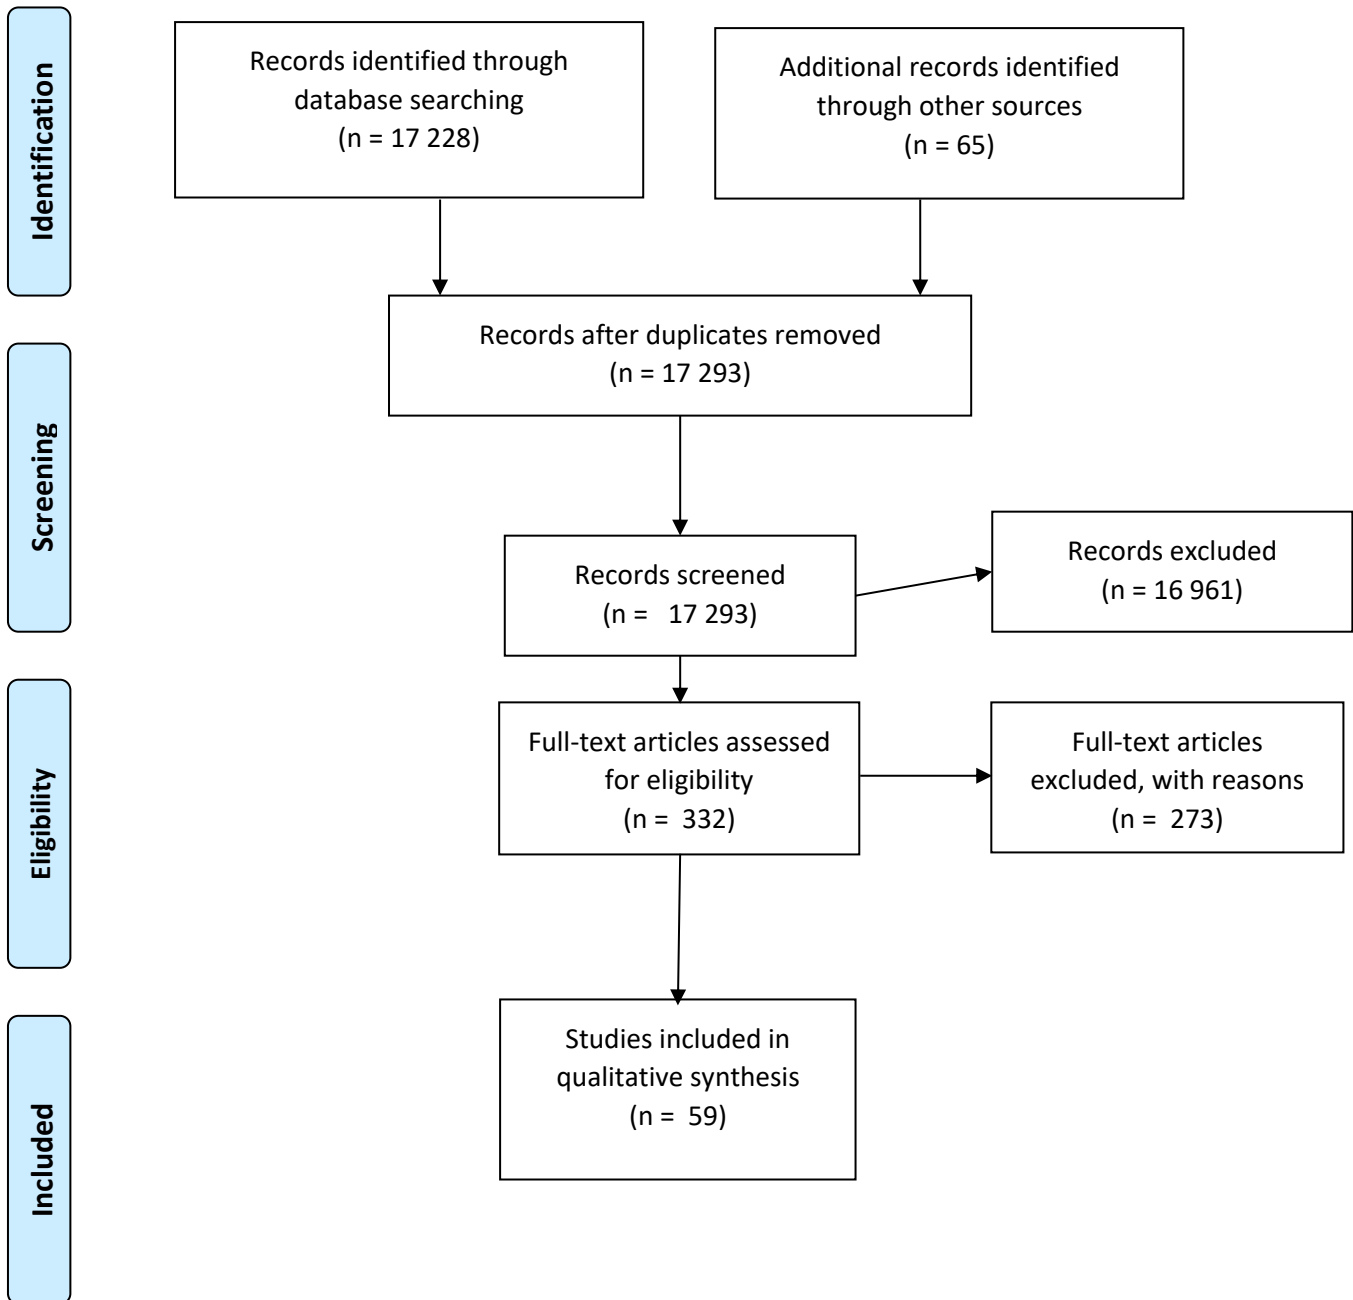 Identification
Records identified through
database searching
(n = 17 228)
Additional records identified
through other sources
(n = 65)
Records after duplicates removed
(n = 17 293)
Screening
Records screened
(n =   17 293)
Records excluded
(n = 16 961)
Eligibility
Full-text articles assessed
for eligibility
(n =  332)
Full-text articles
excluded, with reasons
(n =  273)
Included
Studies included in
qualitative synthesis
(n =  59)